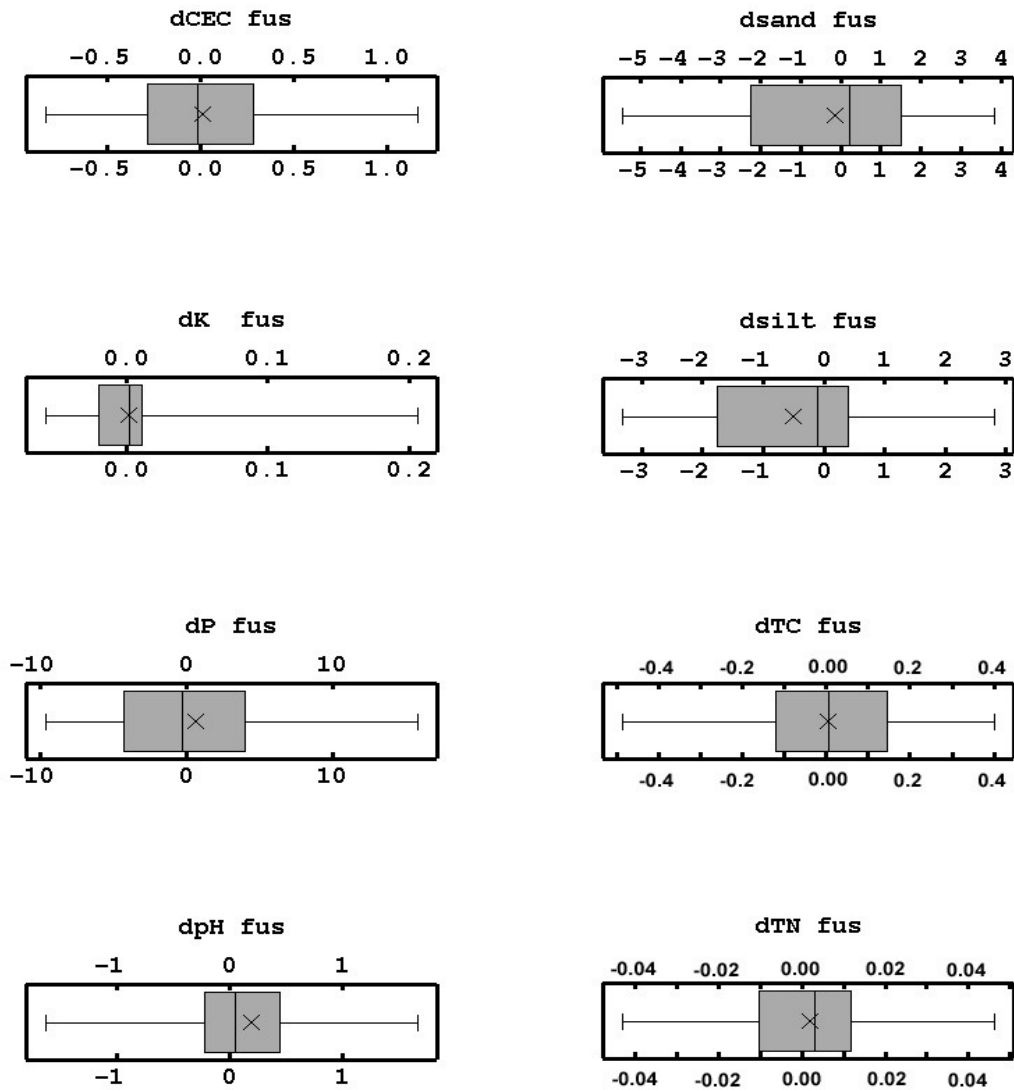 dCEC fus
−0.5 0.0 0.5 1.0
−0.5 0.0 0.5 1.0
dsand fus
−5 −4 −3 −2 −1 0 1 2 3 4
−5 −4 −3 −2 −1 0 1 2 3 4
dK fus
0.0 0.1 0.2
0.0 0.1 0.2
dsilt fus
−3 −2 −1 0 1 2 3
−3 −2 −1 0 1 2 3
dP fus
−10 0 10
−10 0 10
dTC fus
-0.4 -0.2 0.00 0.2 0.4
-0.4 -0.2 0.00 0.2 0.4
dpH fus
−1 0 1
−1 0 1
dTN fus
-0.04 -0.02 0.00 0.02 0.04
-0.04 -0.02 0.00 0.02 0.04